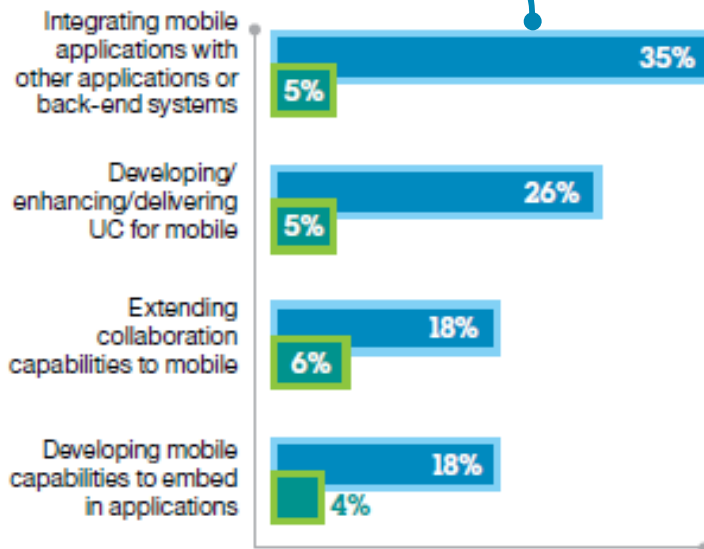 Integrating mobile
applications with
other applications or
back-end systems
35%
5%
Developing/
enhancing/delivering
UC for mobile
26%
5%
Extending
collaboration
capabilities to mobile
18%
6%
Developing mobile
capabilities to embed
in applications
18%
4%